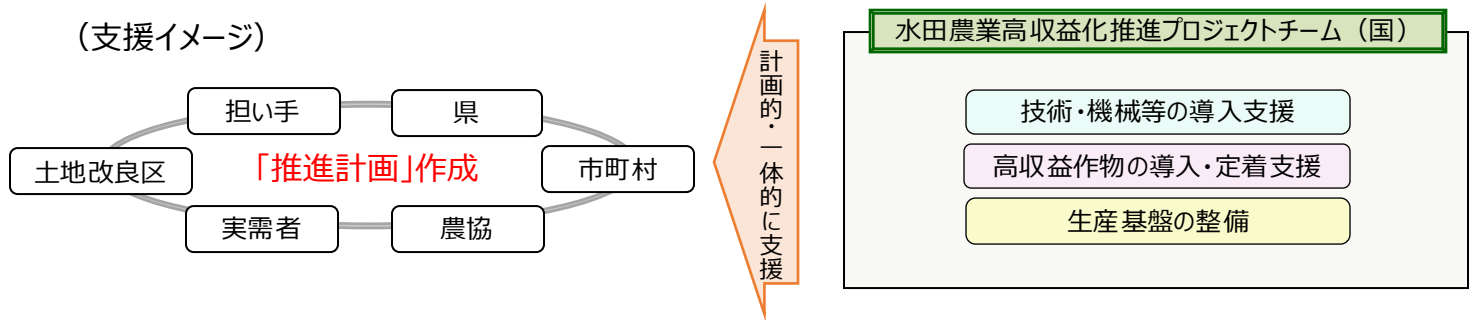 （支援イメージ）
担い手
県
土地改良区
「推進計画」作成
市町村
実需者
農協
計画的・一体的に支援
水田農業高収益化推進プロジェクトチーム（国）
技術・機械等の導入支援
高収益作物の導入・定着支援
生産基盤の整備